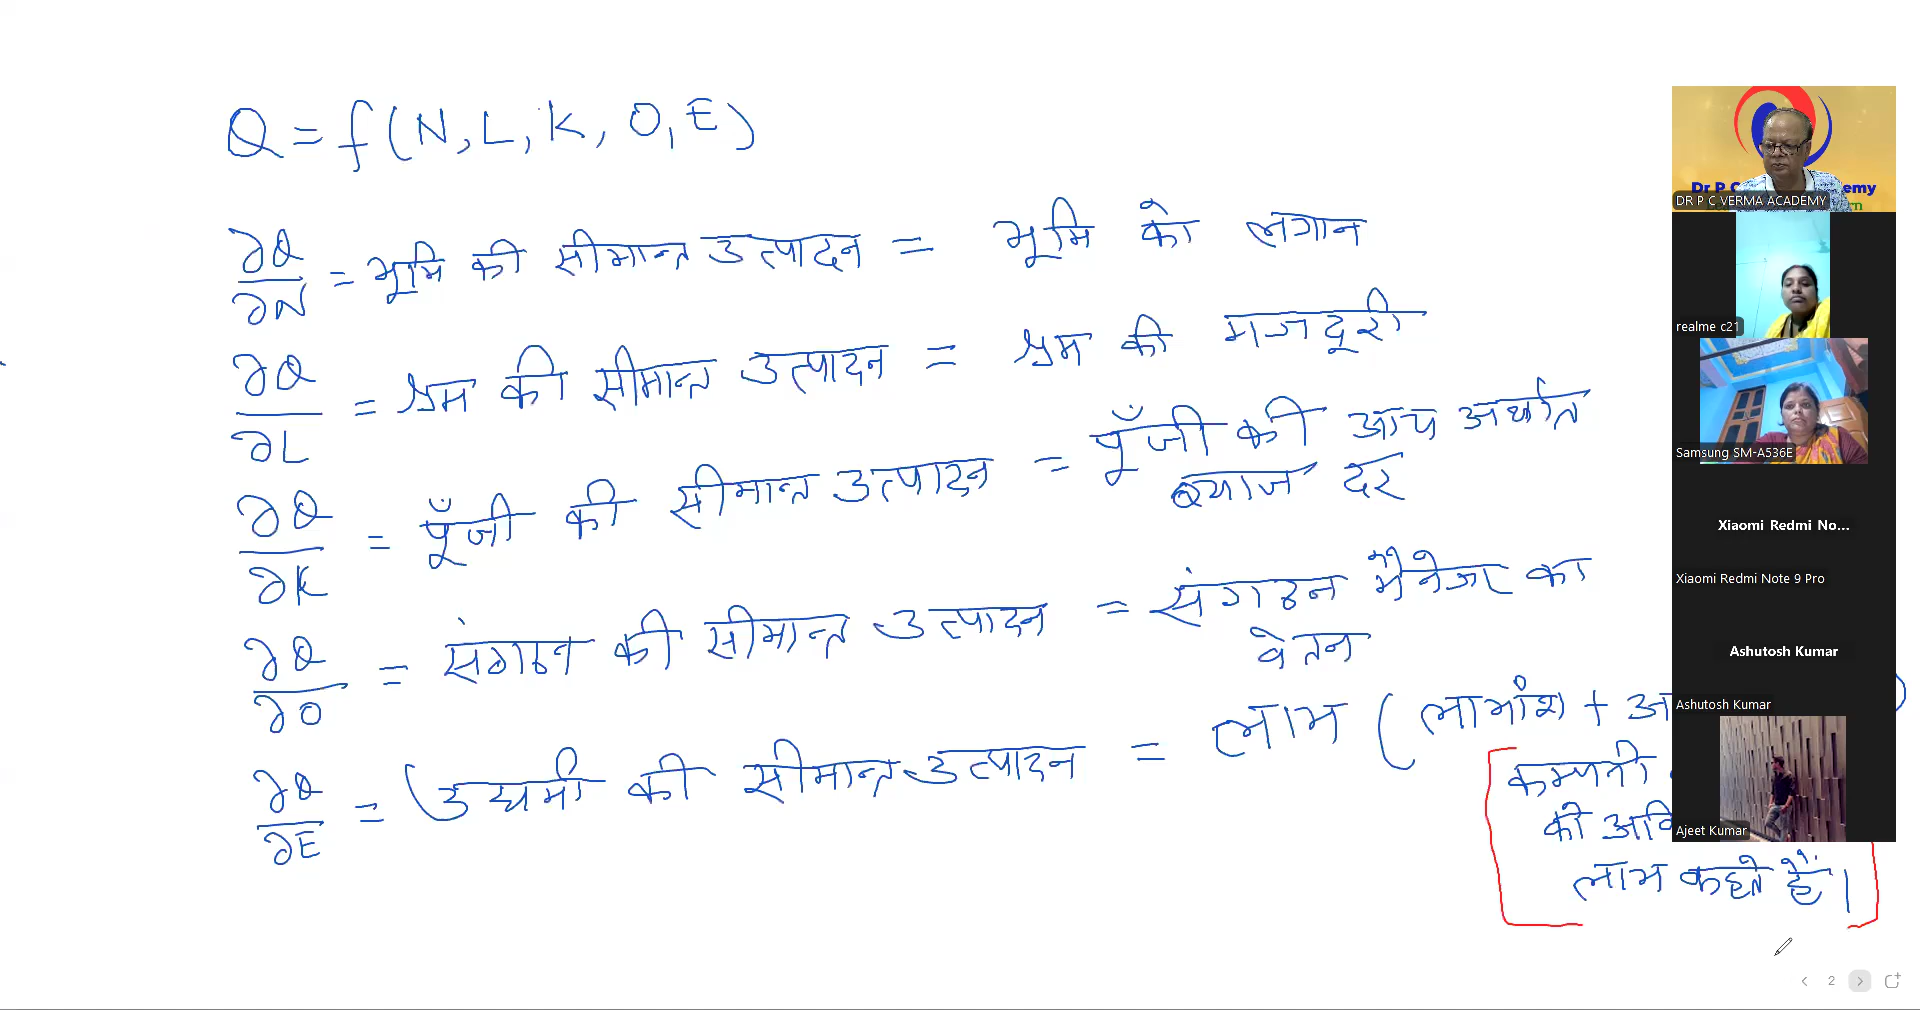 Q = f(N, L, K, O, E)
∂Q/∂N = भूमि की सीमान्त उत्पादन = भूमि को लगान
∂Q/∂L = श्रम की सीमान्त उत्पादन = श्रम की मजदूरी
∂Q/∂K = पूँजी की सीमान्त उत्पादन = पूँजी की आय अर्थात
ब्याज दर
∂Q/∂O = संगठन की सीमान्त उत्पादन = संगठन मैनेजर का
वेतन
∂Q/∂E = उद्यमी की सीमान्त उत्पादन = लाभ (लाभांश +
कम्पनी
की
लाभ कहते हैं।
Dr P C
emy
DR P C VERMA ACADEMY
realme c21
Samsung SM-A536E
Xiaomi Redmi No...
Xiaomi Redmi Note 9 Pro
Ashutosh Kumar
Ashutosh Kumar
Ajeet Kumar
2